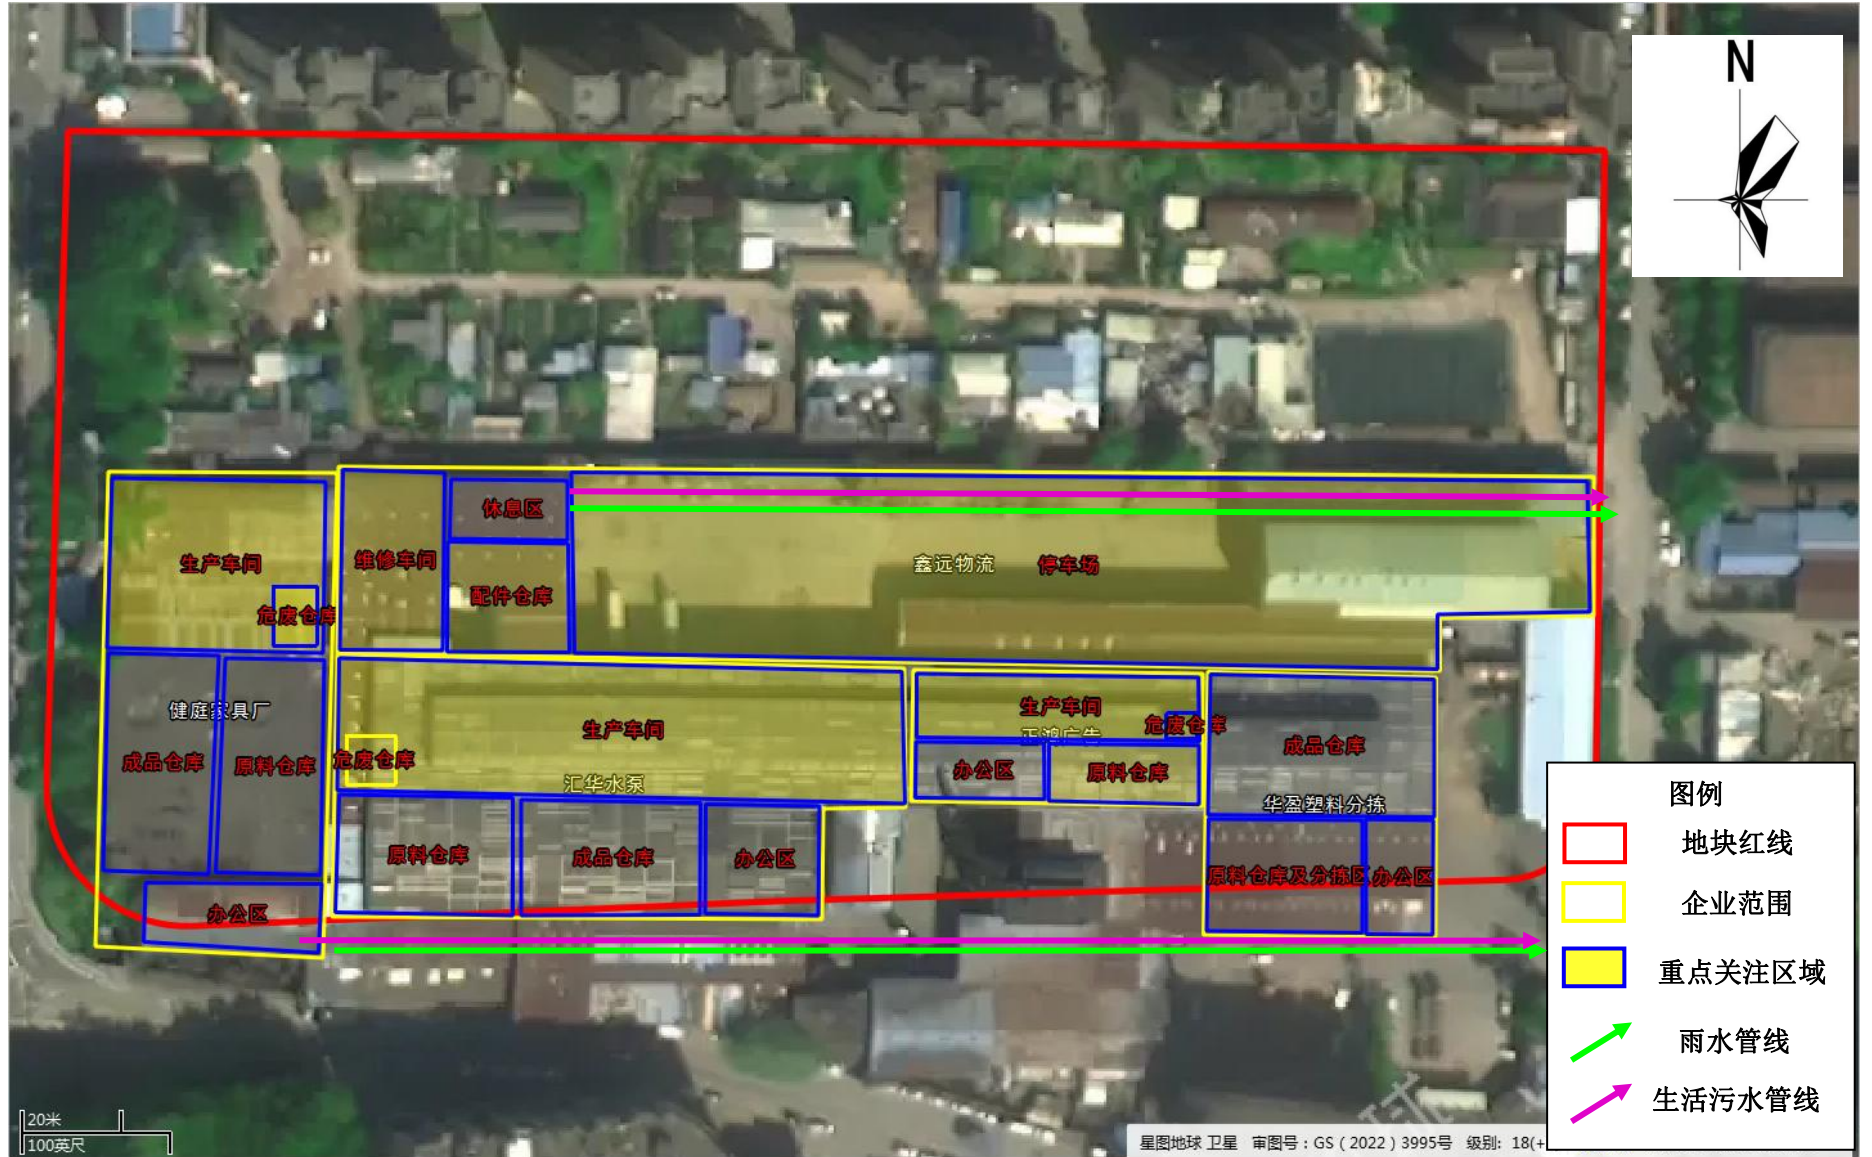 N
休息区
生产车间
维修车间
鑫远物流
停车场
配件仓库
危废仓库
健庭家具厂
生产车间
生产车间
危废仓库
正鸿广告
成品仓库
成品仓库
原料仓库
危废仓库
办公区
原料仓库
汇华水泵
华盈塑料分拣
原料仓库
成品仓库
办公区
原料仓库及分拣区
办公区
办公区
图例
地块红线
企业范围
重点关注区域
雨水管线
生活污水管线
20米
100英尺
球
星图地球 卫星 审图号：GS（2022）3995号 级别: 18(+